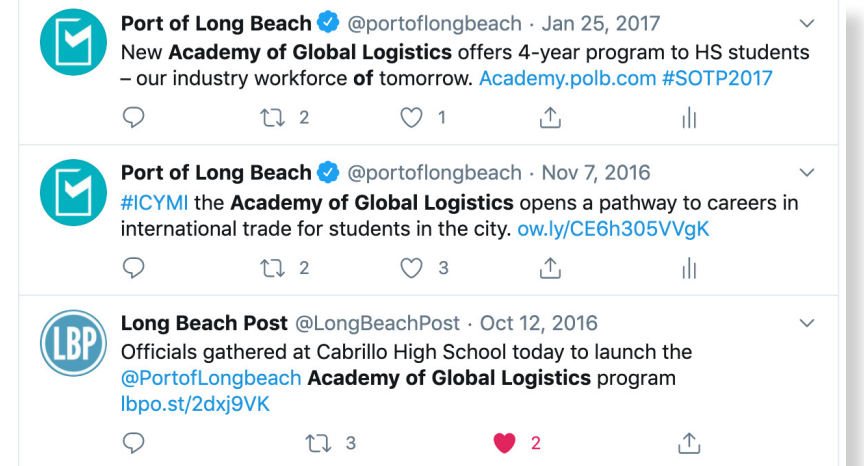 Port of Long Beach @portoflongbeach · Jan 25, 2017
New Academy of Global Logistics offers 4-year program to HS students
– our industry workforce of tomorrow. Academy.polb.com #SOTP2017
2 1
Port of Long Beach @portoflongbeach · Nov 7, 2016
#ICYMI the Academy of Global Logistics opens a pathway to careers in
international trade for students in the city. ow.ly/CE6h305VVgK
2 3
LBP
Long Beach Post @LongBeachPost · Oct 12, 2016
Officials gathered at Cabrillo High School today to launch the
@PortofLongbeach Academy of Global Logistics program
lbpo.st/2dxj9VK
3 2